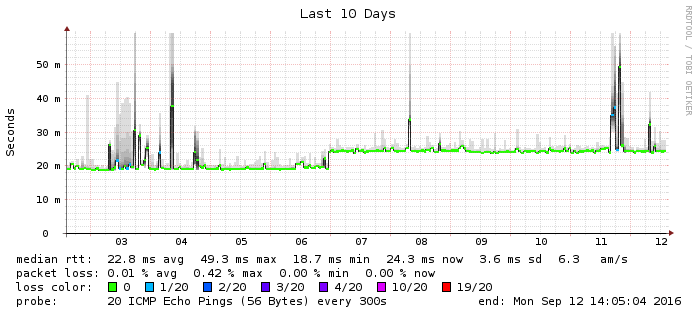 Last 10 Days
RRDTOOL / TOBI OETIKER
Seconds
50 m
40 m
30 m
20 m
10 m
0
03 04 05 06 07 08 09 10 11 12
median rtt: 22.8 ms avg 49.3 ms max 18.7 ms min 24.3 ms now 3.6 ms sd 6.3 am/s
packet loss: 0.01 % avg 0.42 % max 0.00 % min 0.00 % now
loss color: 0 1/20 2/20 3/20 4/20 10/20 19/20
probe: 20 ICMP Echo Pings (56 Bytes) every 300s end: Mon Sep 12 14:05:04 2016